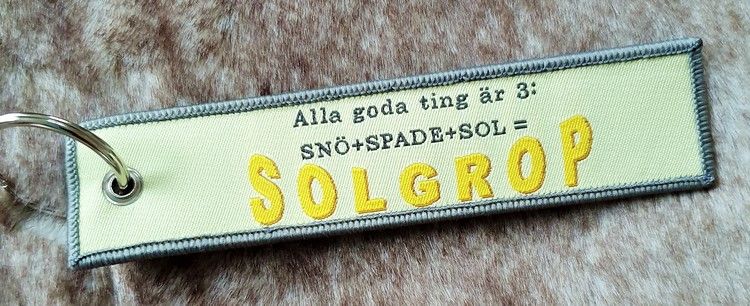 Alla goda ting är 3:
SNÖ+SPADE+SOL =
SOLGROP